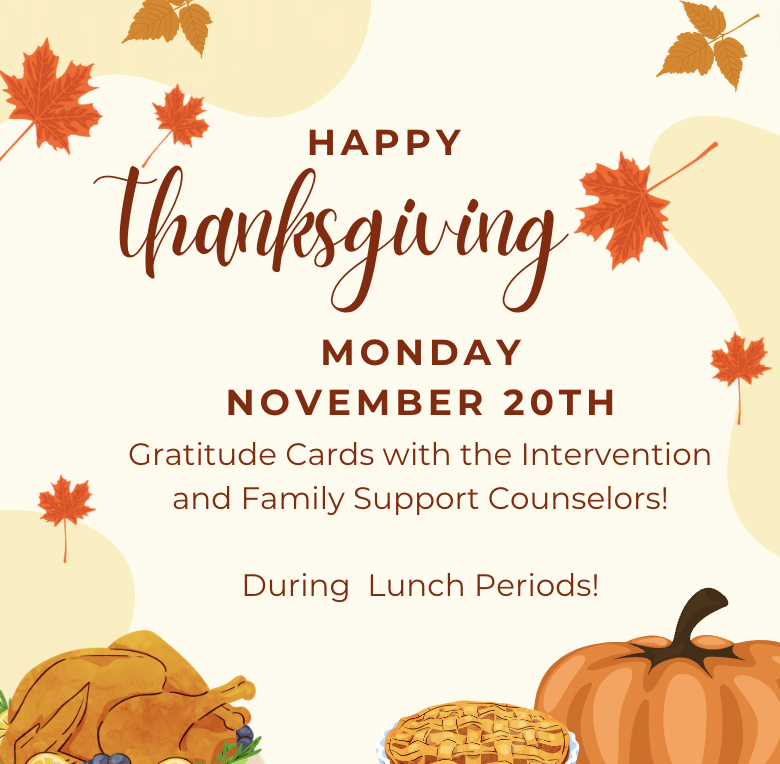 HAPPY
thanksgiving
MONDAY
NOVEMBER 20TH
Gratitude Cards with the Intervention
and Family Support Counselors!
During  Lunch Periods!